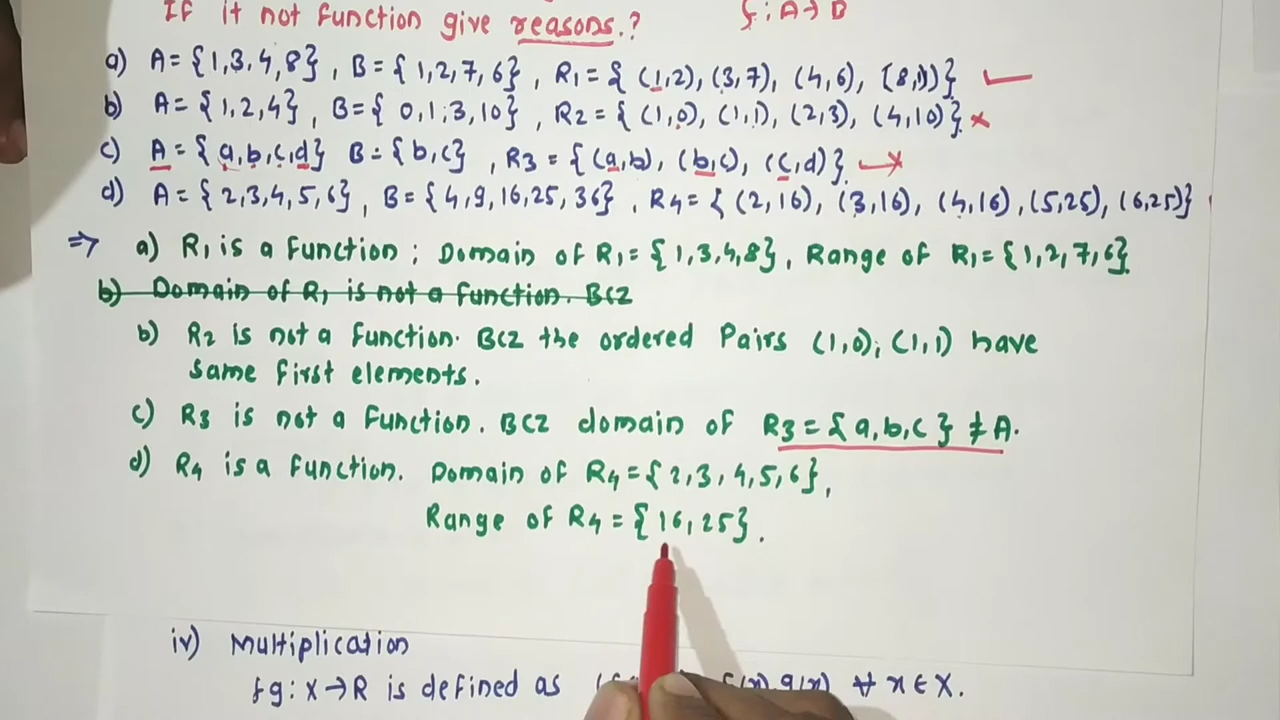 If it not function give reasons.? f: A→B
a) A = {1,3,4,8}, B = {1,2,7,6}, R1 = { (1,2), (3,7), (4,6), (8,1)}
b) A = {1,2,4}, B = { 0,1,3,10}, R2 = { (1,0), (1,1), (2,3), (4,10)}.
c) A = {a,b,c,d} B = {b,c}, R3 = {(a,b), (b,c), (c,d)}.
d) A = {2,3,4,5,6}, B = {4,9,16,25,36}, R4 = { (2,16), (3,16), (4,16), (5,25), (6,25)}
⇒ a) R1 is a function; Domain of R1 = {1,3,4,8}, Range of R1 = {1,2,7,6}.
b) Domain of R1 is not a function. BCZ
b) R2 is not a function. BCZ the ordered Pairs (1,0), (1,1) have
same first elements.
c) R3 is not a function. BCZ domain of R3 = {a,b,c} ≠ A.
d) R4 is a function. Domain of R4 = {2,3,4,5,6},
Range of R4 = {16,25}.
iv) Multiplication
fg: X→R is defined as f(x).g(x) ∀ x∈X.